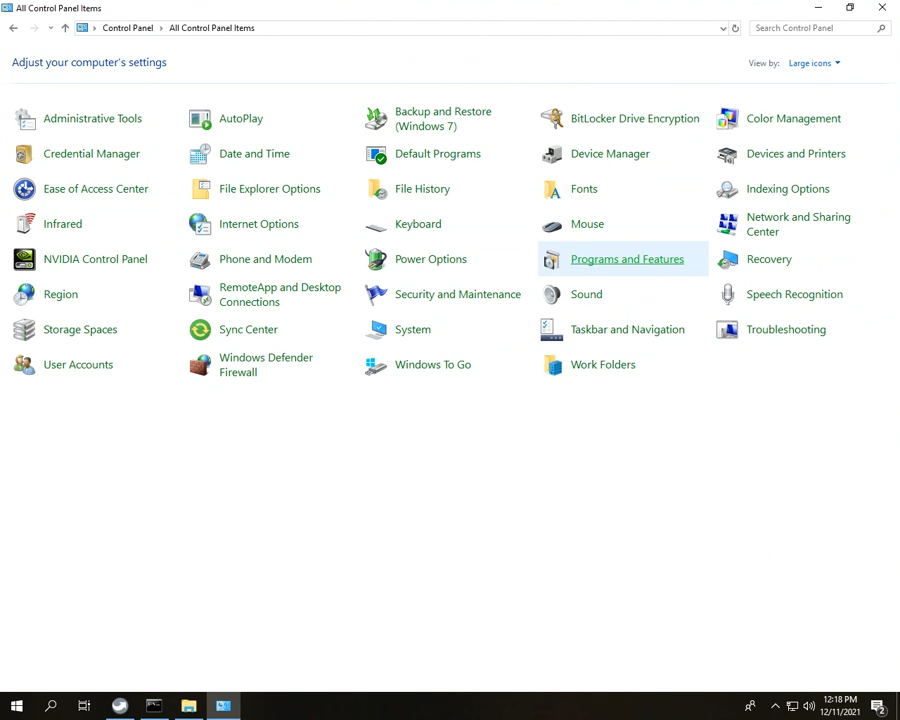 All Control Panel Items
Control Panel > All Control Panel Items
Search Control Panel
Adjust your computer's settings
View by: Large icons
Administrative Tools
AutoPlay
Backup and Restore
(Windows 7)
BitLocker Drive Encryption
Color Management
Credential Manager
Date and Time
Default Programs
Device Manager
Devices and Printers
Ease of Access Center
File Explorer Options
File History
Fonts
Indexing Options
Infrared
Internet Options
Keyboard
Mouse
Network and Sharing
Center
NVIDIA Control Panel
Phone and Modem
Power Options
Programs and Features
Recovery
Region
RemoteApp and Desktop
Connections
Security and Maintenance
Sound
Speech Recognition
Storage Spaces
Sync Center
System
Taskbar and Navigation
Troubleshooting
User Accounts
Windows Defender
Firewall
Windows To Go
Work Folders
12:18 PM
12/11/2021
2